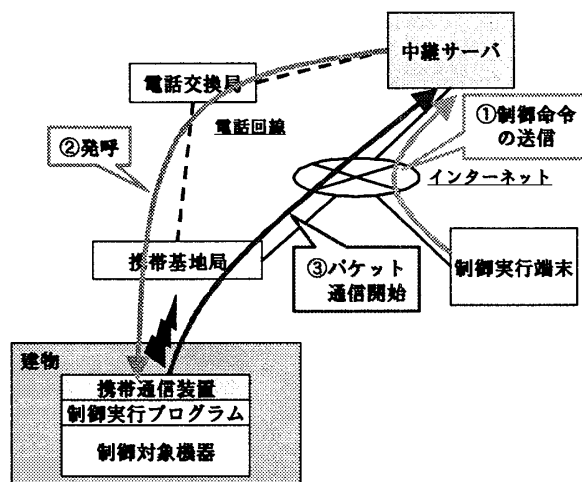 中継サーバ
電話交換局
①制御命令
の送信
電話回線
②発呼
インターネット
携帯基地局
③パケット
通信開始
制御実行端末
建物
携帯通信装置
制御実行プログラム
制御対象機器